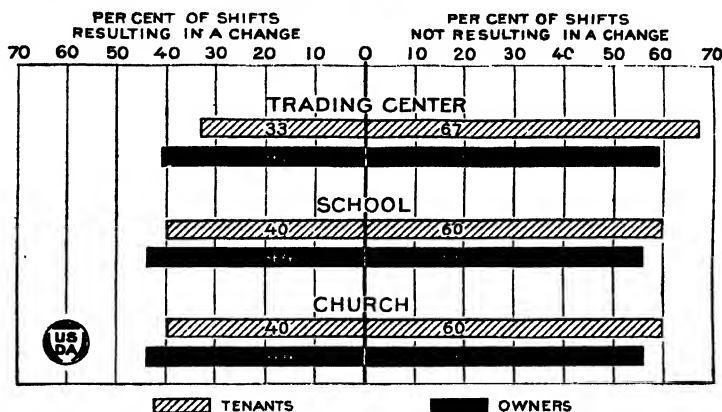 PER CENT OF SHIFTS RESULTING IN A CHANGE
PER CENT OF SHIFTS NOT RESULTING IN A CHANGE
70 60 50 40 30 20 10 0 10 20 30 40 50 60 70
TRADING CENTER
33 67
SCHOOL
40 60
CHURCH
40 60
US
DA
TENANTS OWNERS